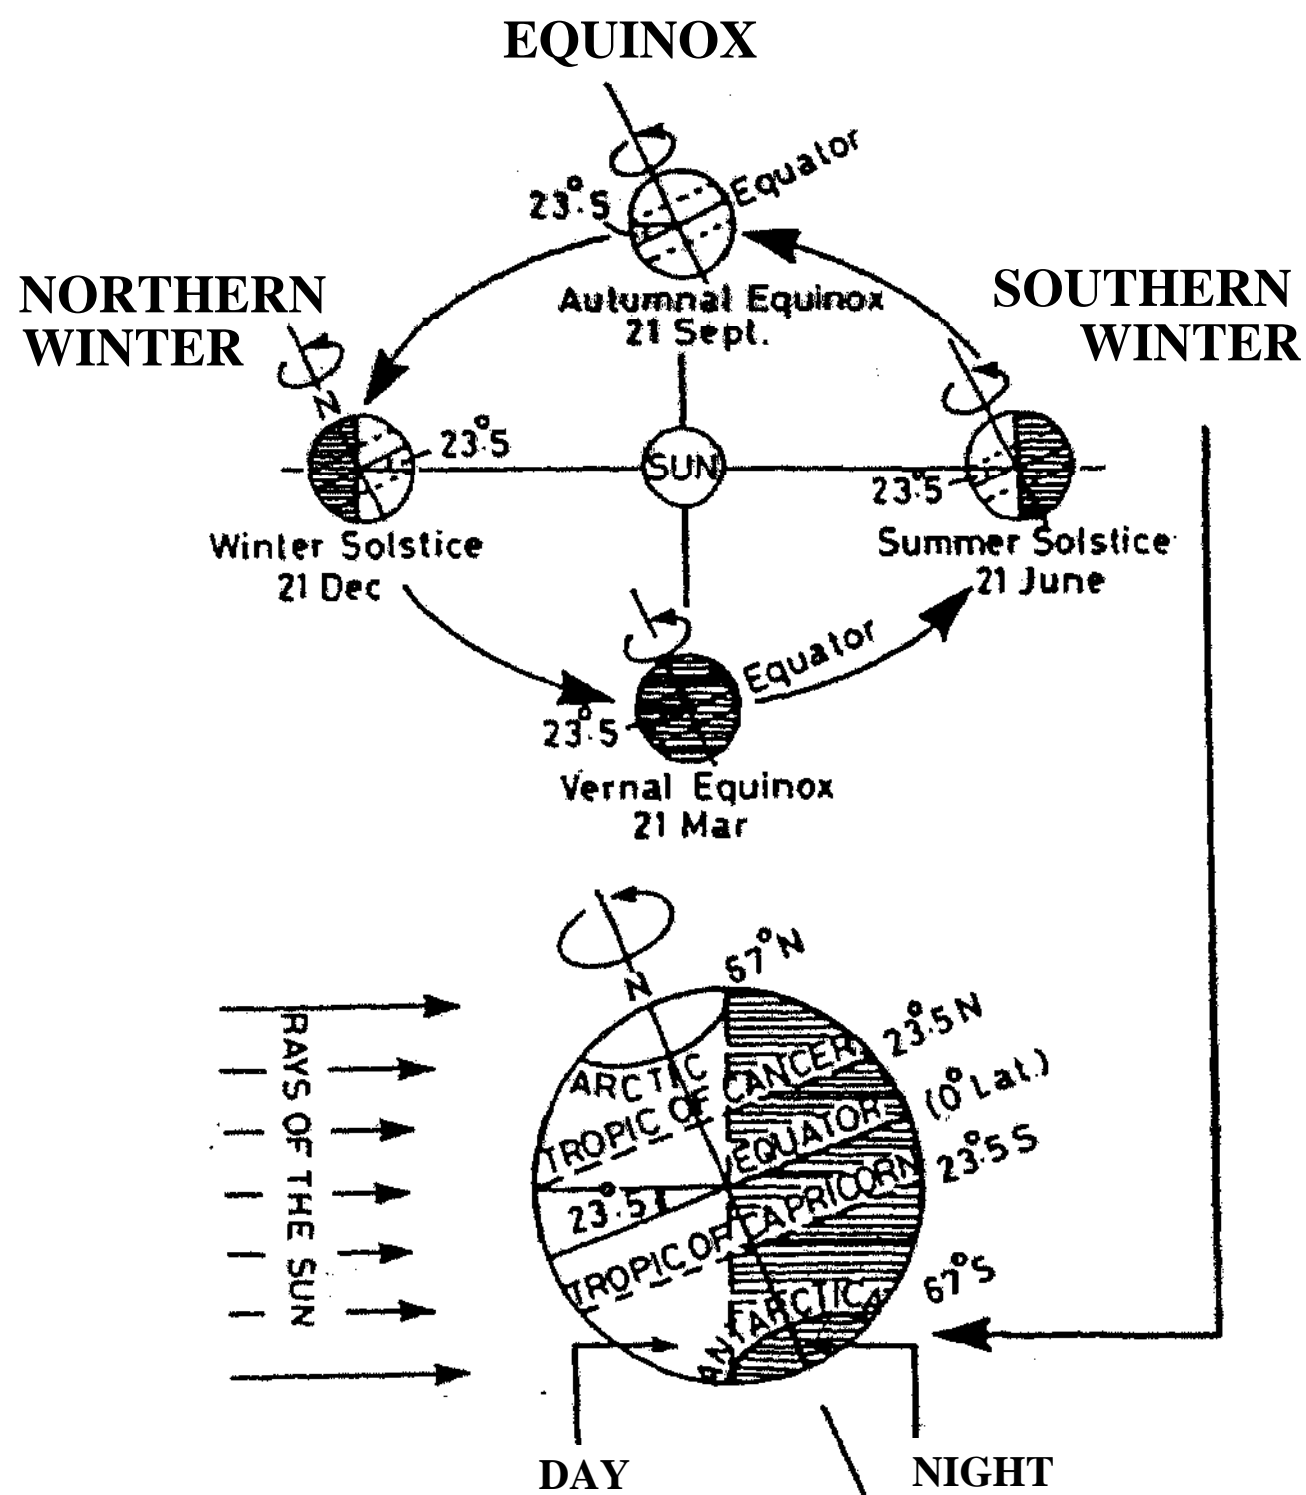 EQUINOX
Equator
23°.5
Autumnal Equinox
21 Sept.
NORTHERN
WINTER
SOUTHERN
WINTER
N
23°.5
SUN
23°.5
Winter Solstice
21 Dec
Summer Solstice
21 June
Equator
23°.5
Vernal Equinox
21 Mar
N
67°N
RAYS OF THE SUN
ARCTIC
TROPIC OF CANCER
23°.5 N
EQUATOR
(0° Lat.)
23°.5
TROPIC OF CAPRICORN
23°.5 S
ANTARCTIC
67°S
DAY
NIGHT